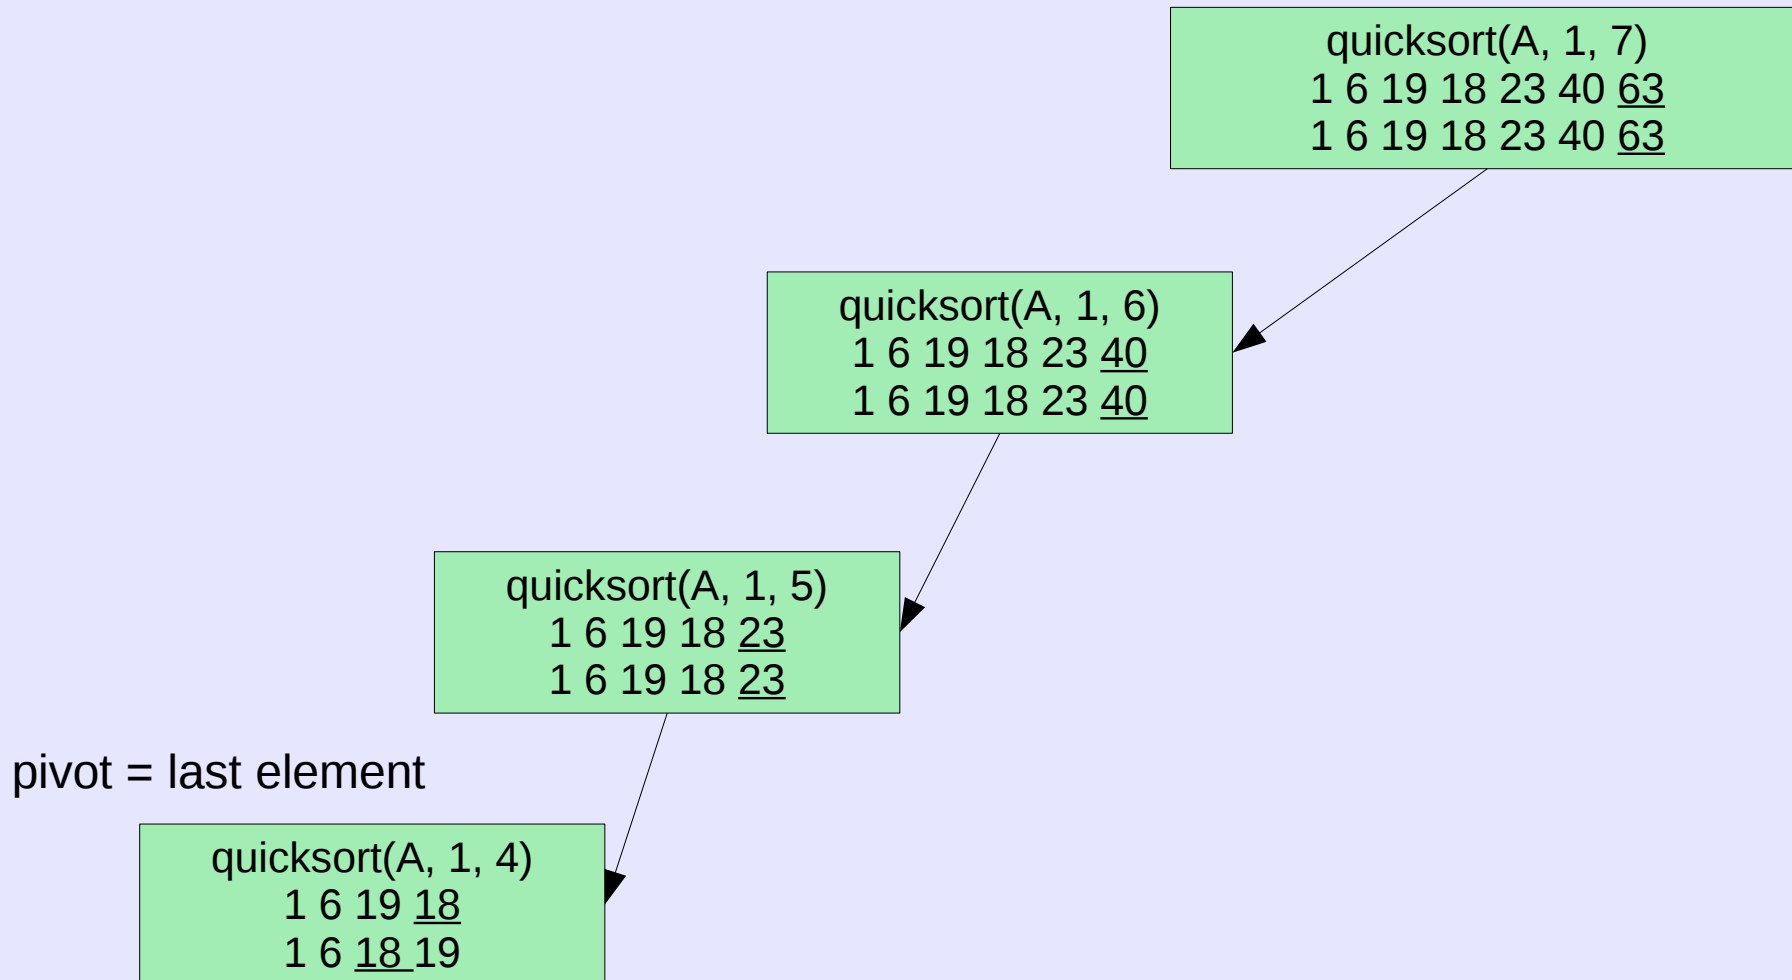 quicksort(A, 1, 7)
1 6 19 18 23 40 63
1 6 19 18 23 40 63
quicksort(A, 1, 6)
1 6 19 18 23 40
1 6 19 18 23 40
quicksort(A, 1, 5)
1 6 19 18 23
1 6 19 18 23
pivot = last element
quicksort(A, 1, 4)
1 6 19 18
1 6 18 19